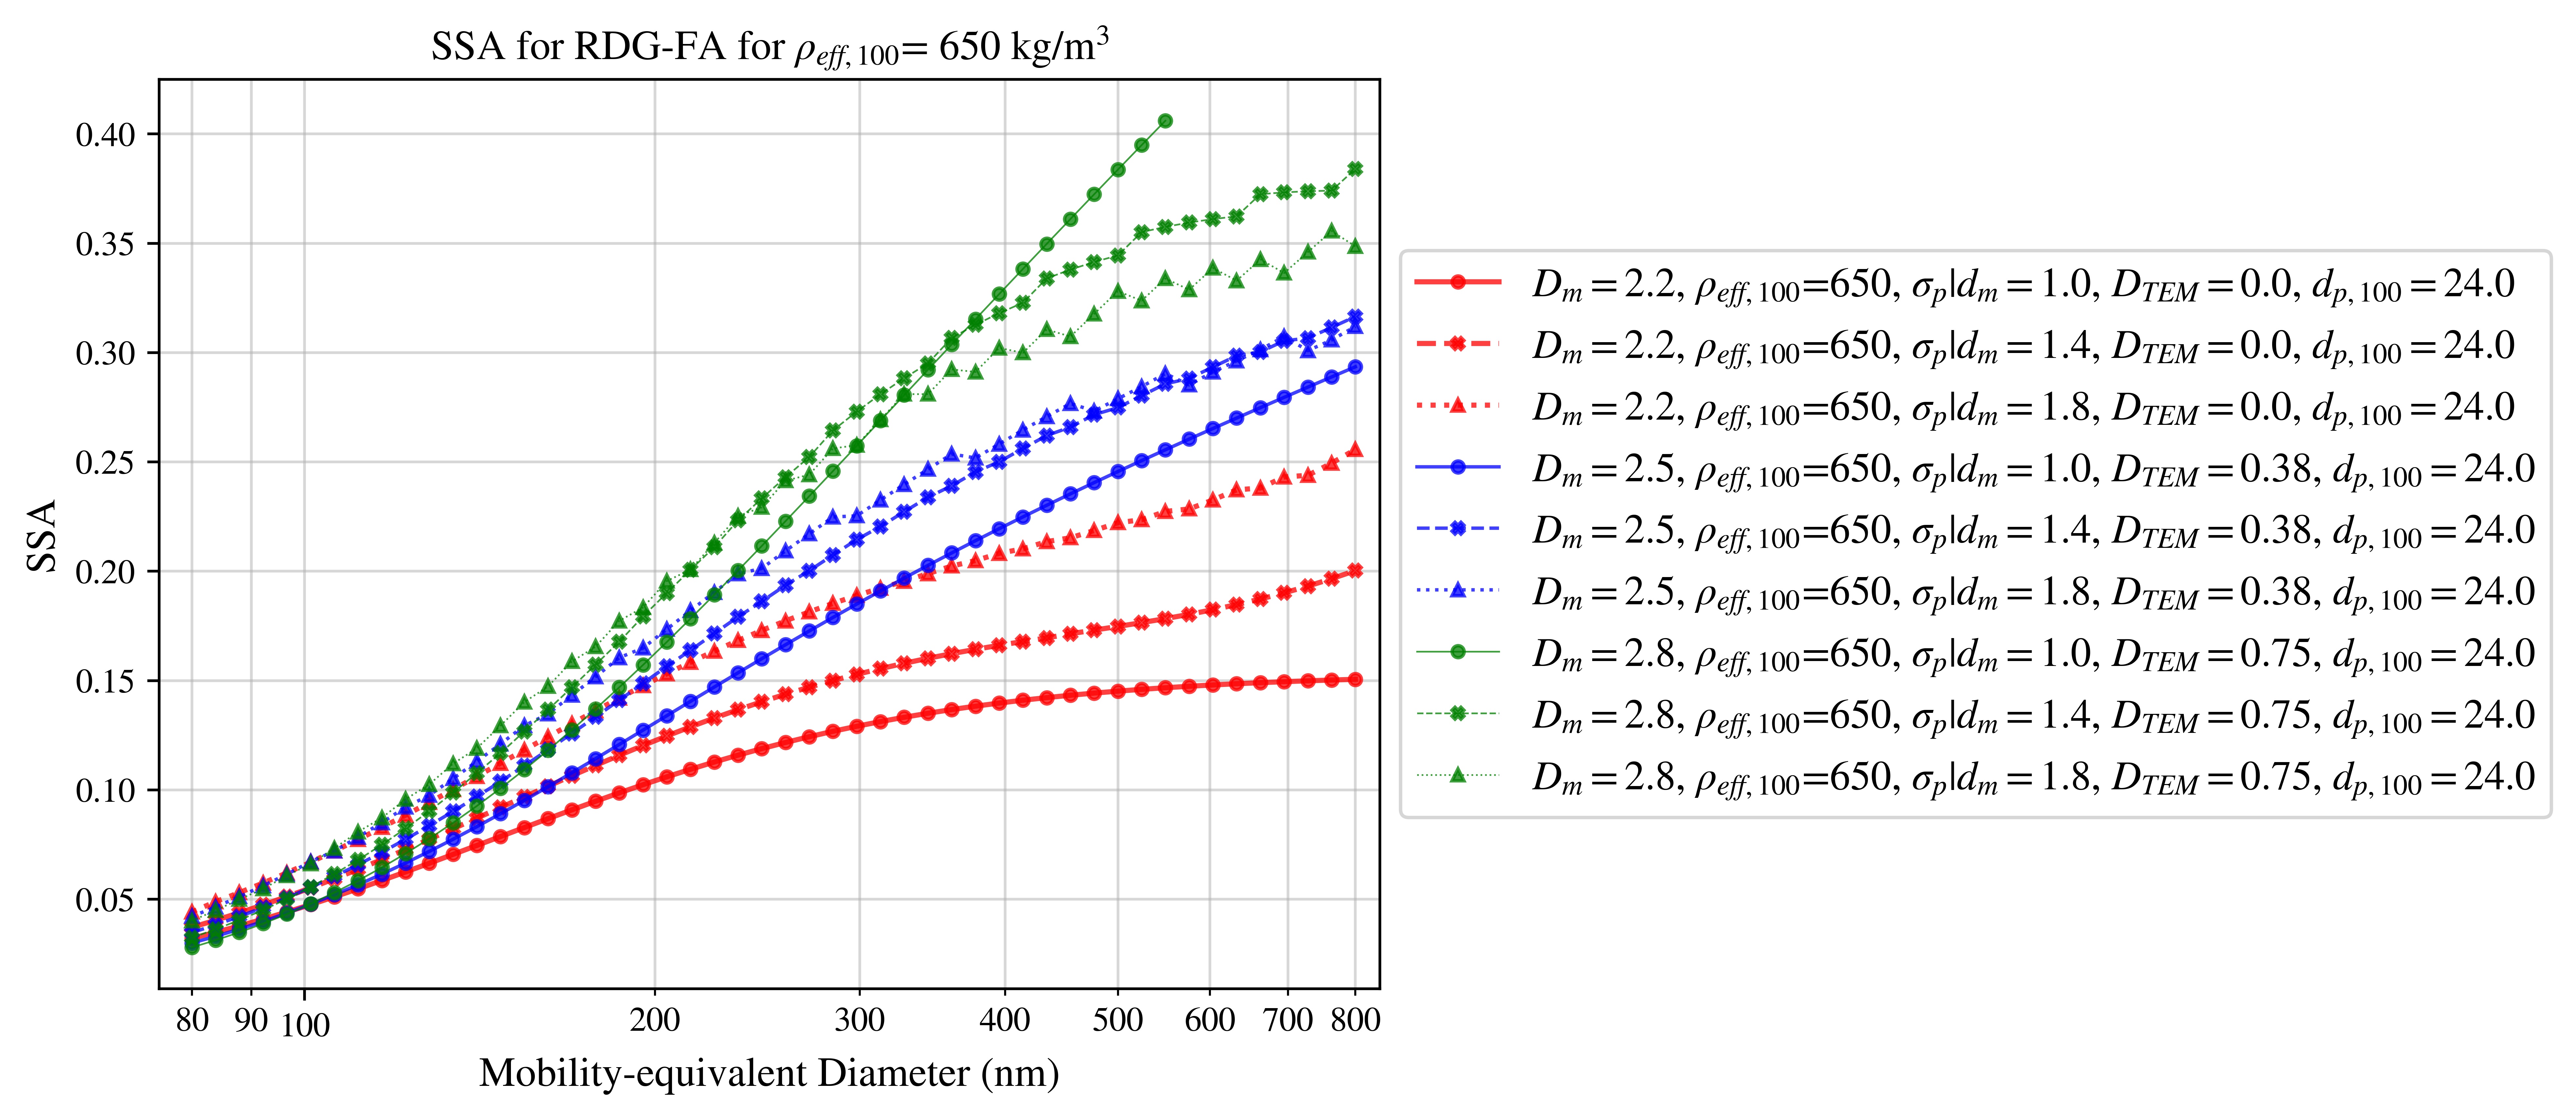 SSA for RDG-FA for ρeff,100= 650 kg/m³
SSA
0.40
0.35
0.30
0.25
0.20
0.15
0.10
0.05
80 90 100 200 300 400 500 600 700 800
Mobility-equivalent Diameter (nm)
Dm = 2.2, ρeff,100=650, σp|dm = 1.0, DTEM = 0.0, dp,100 = 24.0
Dm = 2.2, ρeff,100=650, σp|dm = 1.4, DTEM = 0.0, dp,100 = 24.0
Dm = 2.2, ρeff,100=650, σp|dm = 1.8, DTEM = 0.0, dp,100 = 24.0
Dm = 2.5, ρeff,100=650, σp|dm = 1.0, DTEM = 0.38, dp,100 = 24.0
Dm = 2.5, ρeff,100=650, σp|dm = 1.4, DTEM = 0.38, dp,100 = 24.0
Dm = 2.5, ρeff,100=650, σp|dm = 1.8, DTEM = 0.38, dp,100 = 24.0
Dm = 2.8, ρeff,100=650, σp|dm = 1.0, DTEM = 0.75, dp,100 = 24.0
Dm = 2.8, ρeff,100=650, σp|dm = 1.4, DTEM = 0.75, dp,100 = 24.0
Dm = 2.8, ρeff,100=650, σp|dm = 1.8, DTEM = 0.75, dp,100 = 24.0